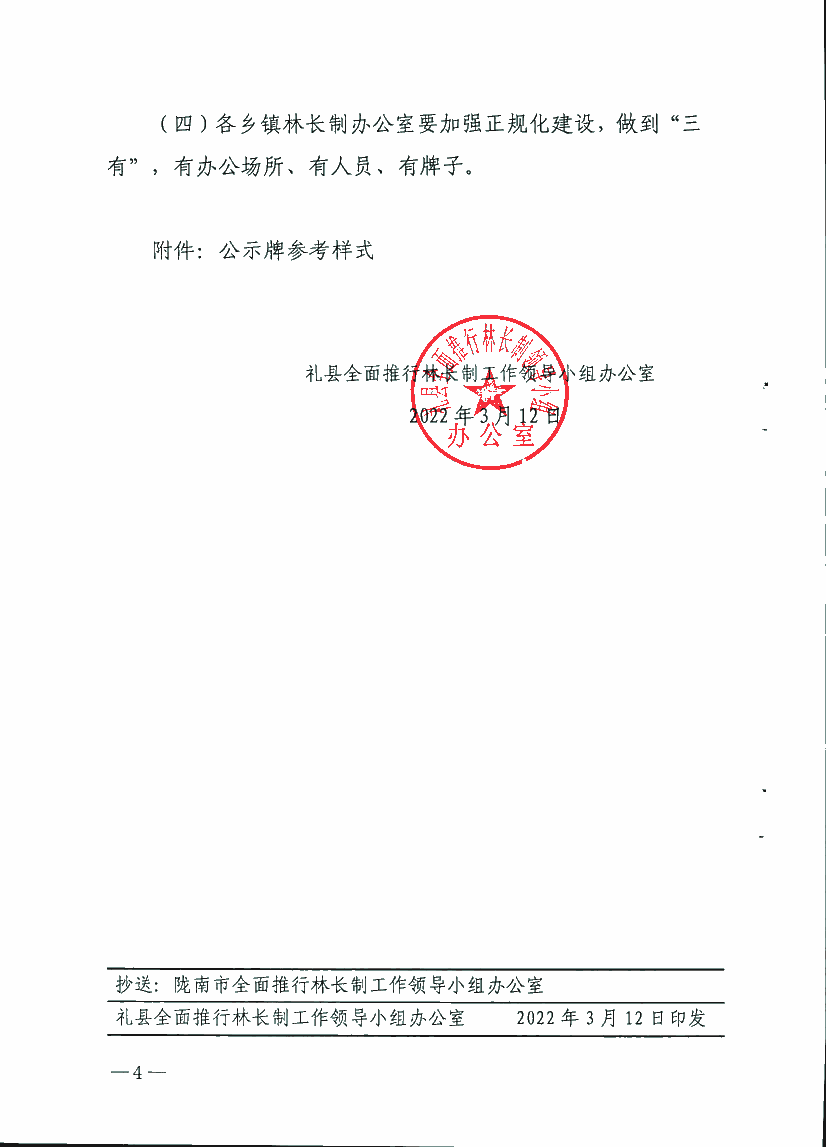 （四）各乡镇林长制办公室要加强正规化建设，做到“三
有”，有办公场所、有人员、有牌子。
附件：公示牌参考样式
礼县全面推行林长制工作领导小组办公室
2022年3月12日
礼县全面推行林长制领导小组
办公室
抄送：陇南市全面推行林长制工作领导小组办公室
礼县全面推行林长制工作领导小组办公室 2022年3月12日印发
—4—